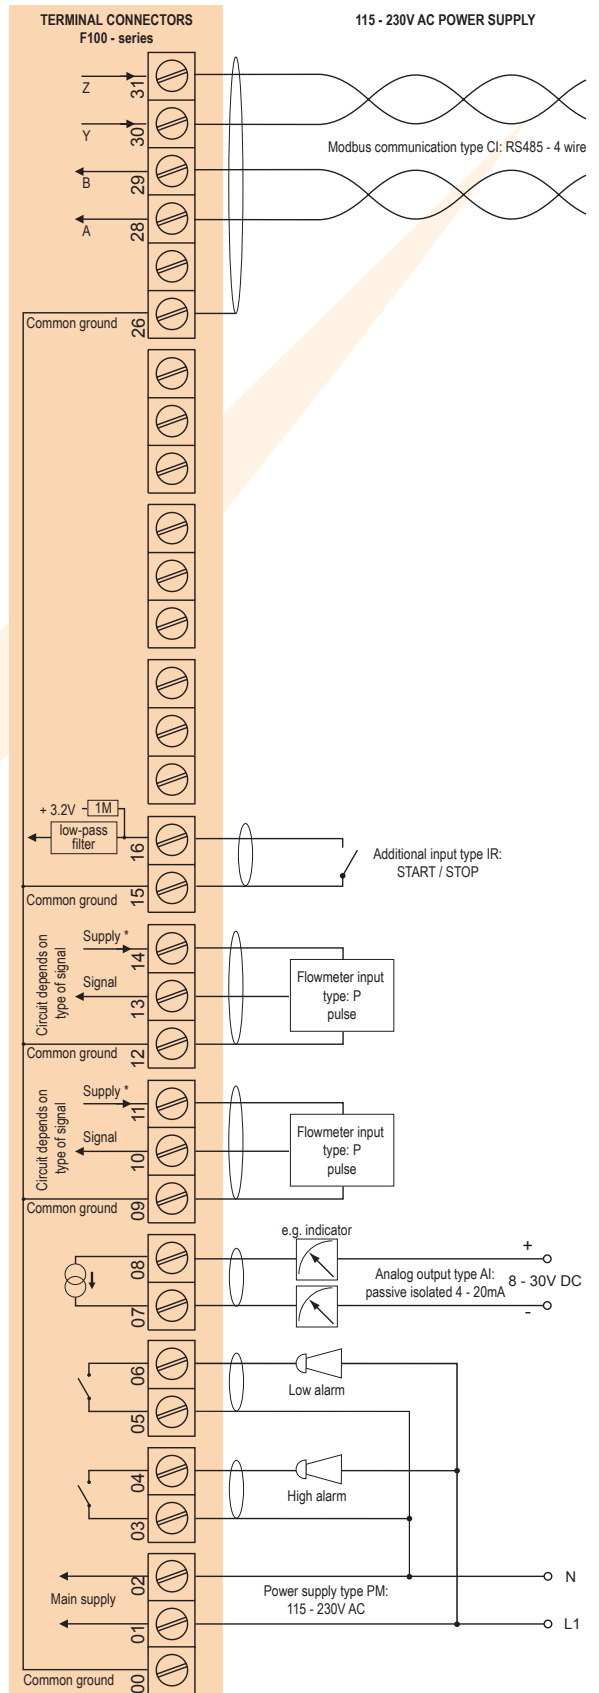 TERMINAL CONNECTORS
F100 - series
115 - 230V AC POWER SUPPLY
Z
31
Y
30
Modbus communication type CI: RS485 - 4 wire
B
29
A
28
Common ground
26
+ 3.2V
1M
low-pass
filter
16
Additional input type IR:
START / STOP
Common ground
15
Circuit depends on
type of signal
Supply *
14
Signal
13
Flowmeter input
type: P
pulse
Common ground
12
Circuit depends on
type of signal
Supply *
11
Signal
10
Flowmeter input
type: P
pulse
Common ground
09
e.g. indicator
08
+
Analog output type AI:
passive isolated 4 - 20mA
8 - 30V DC
07
-
06
Low alarm
05
04
High alarm
03
02
N
Main supply
Power supply type PM:
115 - 230V AC
01
L1
Common ground
00